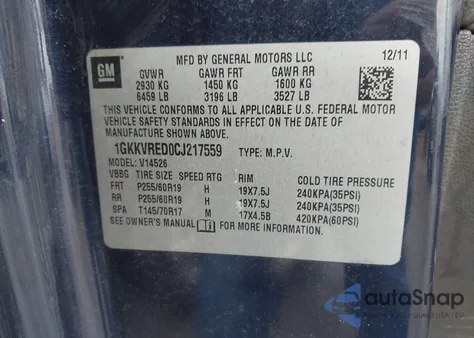 GM
MFD BY GENERAL MOTORS LLC 12/11
GVWR GAWR FRT GAWR RR
2930 KG 1450 KG 1600 KG
6459 LB 3196 LB 3527 LB
THIS VEHICLE CONFORMS TO ALL APPLICABLE U.S. FEDERAL MOTOR
VEHICLE SAFETY STANDARDS IN EFFECT ON THE DATE OF
MANUFACTURE SHOWN ABOVE.
1GKKVRED0CJ217559 TYPE: M.P.V.
MODEL: V14526
VBBG TIRE SIZE SPEED RIM COLD TIRE PRESSURE
FRT P255/60R19 H 19X7.5J 240KPA(35PSI)
RR P255/60R19 H 19X7.5J 240KPA(35PSI)
SPA T145/70R17 M 17X4.5B 420KPA(60PSI)
SEE OWNER'S MANUAL FOR MORE INFORMATION.
autoSnap